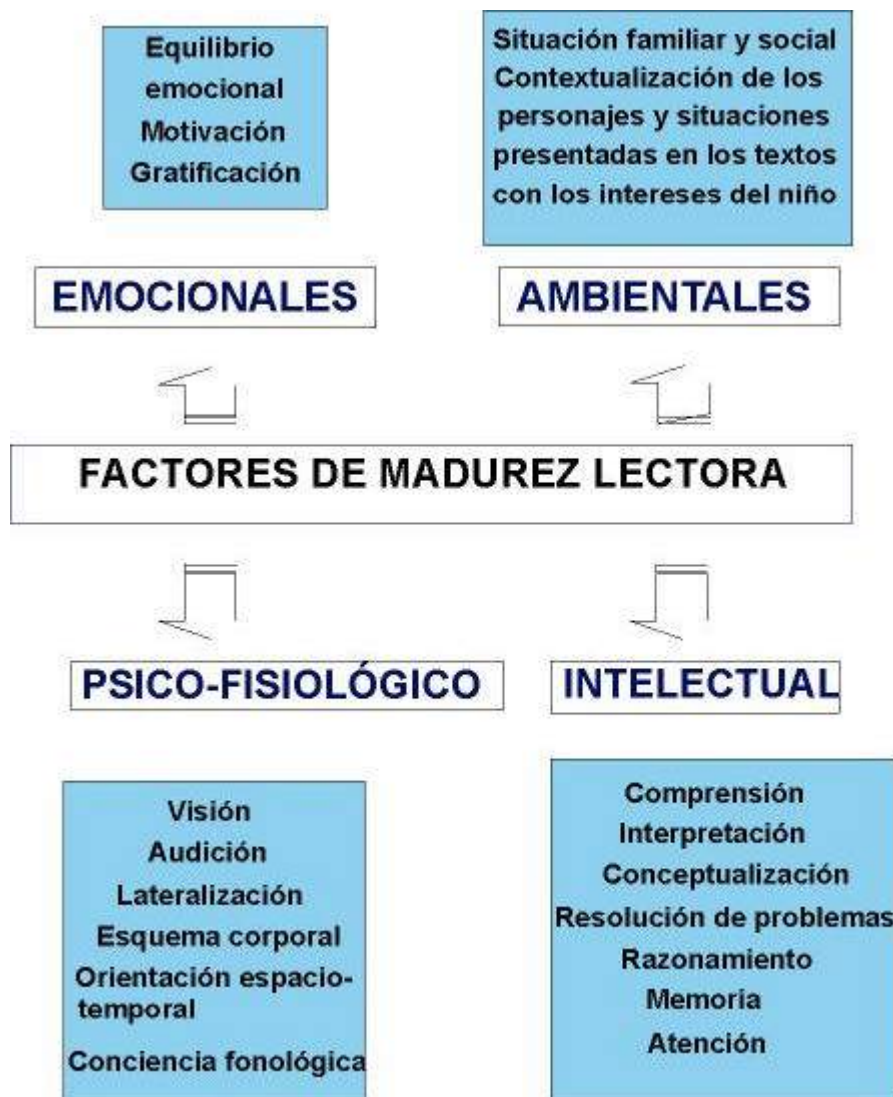 Equilibrio
emocional
Motivación
Gratificación
Situación familiar y social
Contextualización de los
personajes y situaciones
presentadas en los textos
con los intereses del niño
EMOCIONALES
AMBIENTALES
FACTORES DE MADUREZ LECTORA
PSICO-FISIOLÓGICO
INTELECTUAL
Visión
Audición
Lateralización
Esquema corporal
Orientación espacio-
temporal
Conciencia fonológica
Comprensión
Interpretación
Conceptualización
Resolución de problemas
Razonamiento
Memoria
Atención